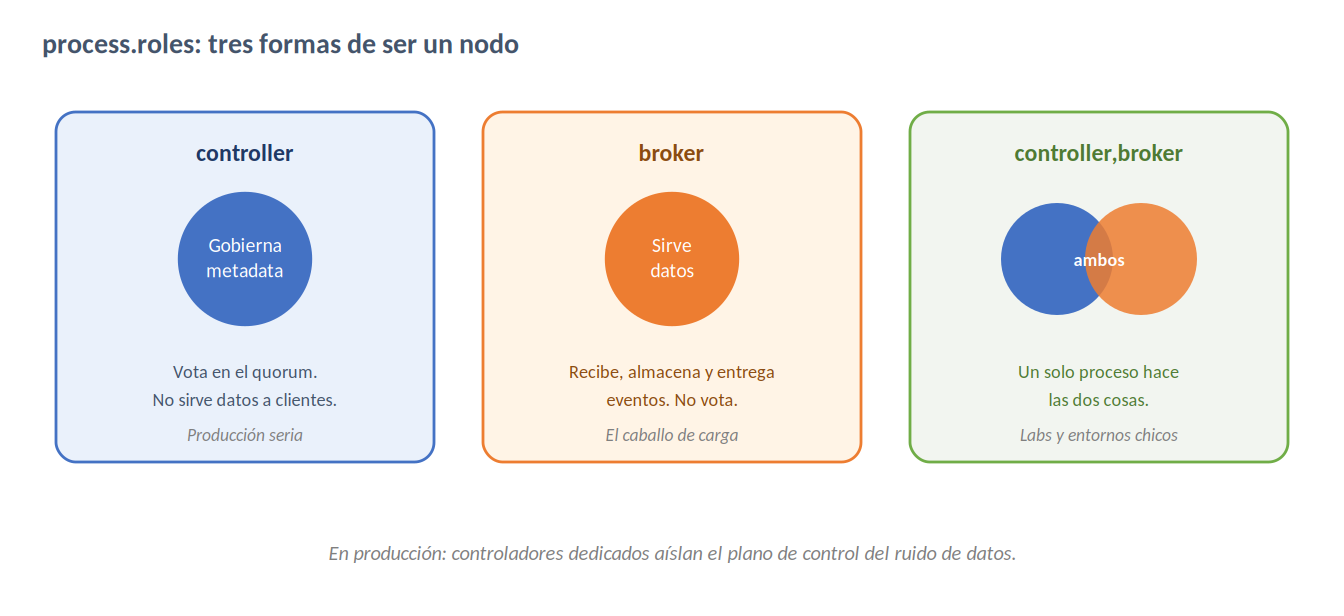 process.roles: tres formas de ser un nodo
controller
Gobierna
metadata
Vota en el quorum.
No sirve datos a clientes.
Producción seria
broker
Sirve
datos
Recibe, almacena y entrega
eventos. No vota.
El caballo de carga
controller,broker
ambos
Un solo proceso hace
las dos cosas.
Labs y entornos chicos
En producción: controladores dedicados aíslan el plano de control del ruido de datos.